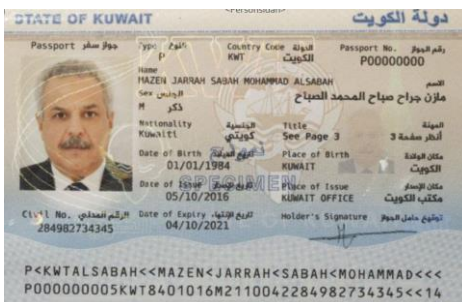 <Personsidan>
STATE OF KUWAIT دولة الكويت
Passport جواز سفر Type النوع Country Code الدولة Passport No. رقم الجواز
P KWT الكويت P00000000
Name الاسم
MAZEN JARRAH SABAH MOHAMMAD ALSABAH
مازن جراح صباح المحمد الصباح
Sex الجنس
M ذكر
Nationality الجنسية Title المهنة
Kuwaiti كويتي See Page 3 أنظر صفحة 3
Date of Birth تاريخ الميلاد Place of Birth مكان الولادة
01/01/1984 KUWAIT الكويت
نموذج
SPECIMEN
Date of Issue تاريخ الإصدار Place of Issue مكان الإصدار
05/10/2016 KUWAIT OFFICE مكتب الكويت
Civil No. الرقم المدني Date of Expiry تاريخ الإنتهاء Holder's Signature توقيع حامل الجواز
284982734345 04/10/2021
P<KWTALSABAH<<MAZEN<JARRAH<SABAH<MOHAMMAD<<<
P000000005KWT8401016M2110042284982734345<<14